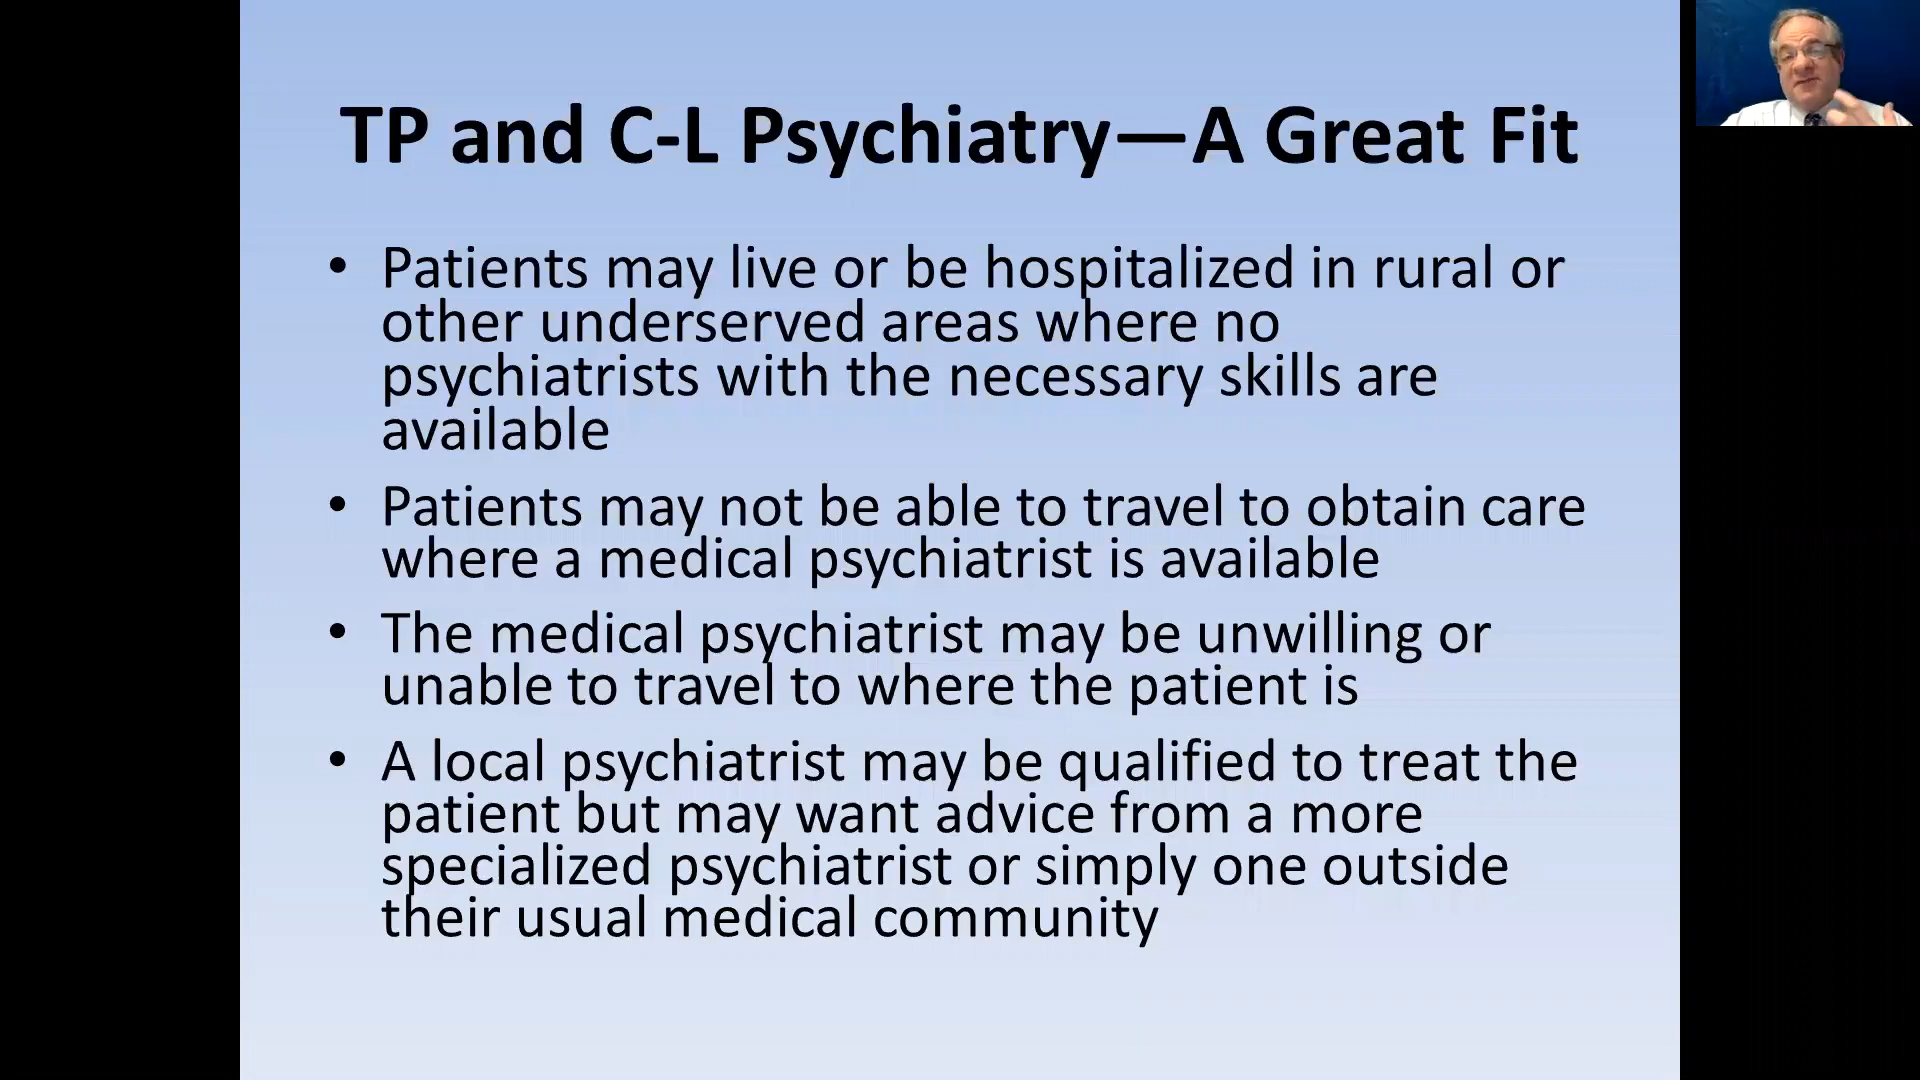 TP and C-L Psychiatry—A Great Fit
• Patients may live or be hospitalized in rural or
other underserved areas where no
psychiatrists with the necessary skills are
available
• Patients may not be able to travel to obtain care
where a medical psychiatrist is available
• The medical psychiatrist may be unwilling or
unable to travel to where the patient is
• A local psychiatrist may be qualified to treat the
patient but may want advice from a more
specialized psychiatrist or simply one outside
their usual medical community